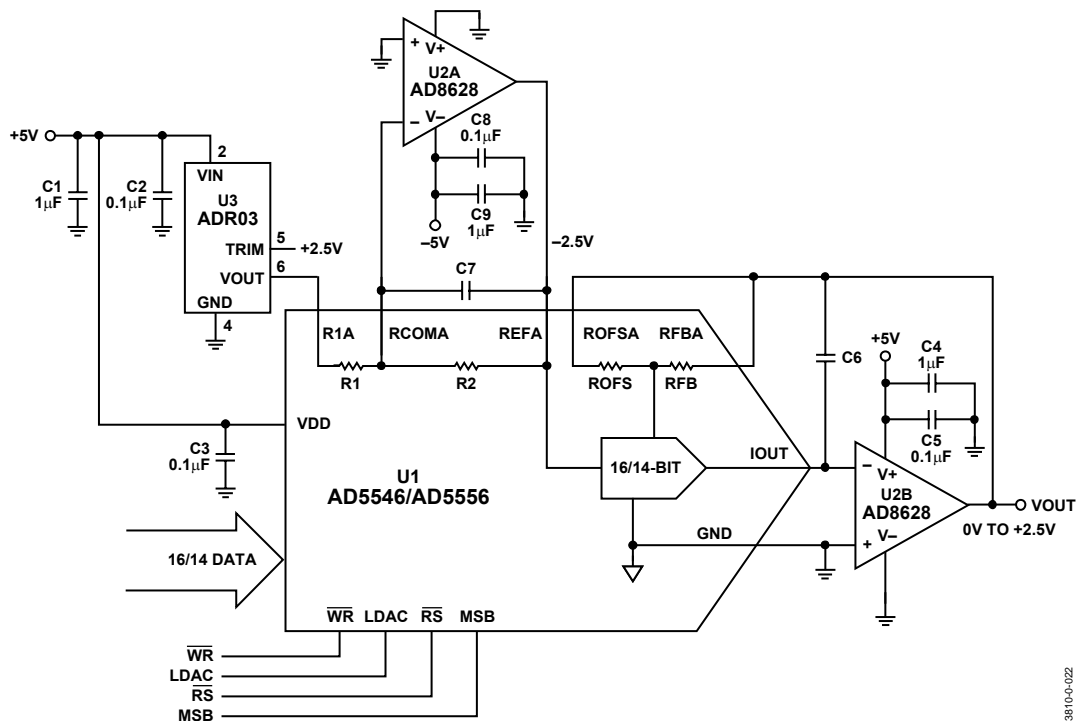 +
V+
U2A
AD8628
V–
–
C8
0.1μF
C9
1μF
–5V
+5V
2
VIN
C1
1μF
C2
0.1μF
U3
ADR03
TRIM
5
+2.5V
VOUT
6
GND
4
–2.5V
C7
R1A
RCOMA
REFA
ROFSA
RFBA
R1
R2
ROFS
RFB
C6
+5V
C4
1μF
C5
0.1μF
VDD
C3
0.1μF
U1
AD5546/AD5556
16/14-BIT
IOUT
GND
–
V+
U2B
AD8628
+
V–
VOUT
0V TO +2.5V
16/14 DATA
WR LDAC RS MSB
WR
LDAC
RS
MSB
3810-0-022